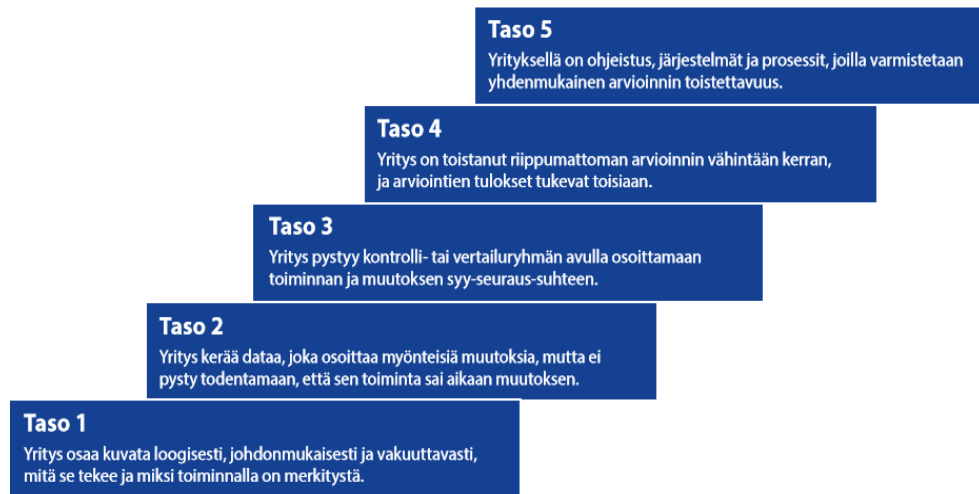 Taso 5
Yrityksellä on ohjeistus, järjestelmät ja prosessit, joilla varmistetaan
yhdenmukainen arvioinnin toistettavuus.
Taso 4
Yritys on toistanut riippumattoman arvioinnin vähintään kerran,
ja arviointien tulokset tukevat toisiaan.
Taso 3
Yritys pystyy kontrolli- tai vertailuryhmän avulla osoittamaan
toiminnan ja muutoksen syy-seuraus-suhteen.
Taso 2
Yritys kerää dataa, joka osoittaa myönteisiä muutoksia, mutta ei
pysty todentamaan, että sen toiminta sai aikaan muutoksen.
Taso 1
Yritys osaa kuvata loogisesti, johdonmukaisesti ja vakuuttavasti,
mitä se tekee ja miksi toiminnalla on merkitystä.